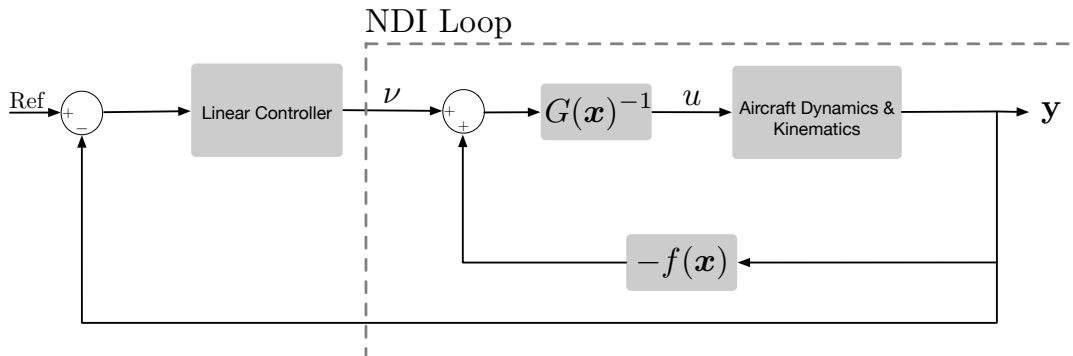 NDI Loop
Ref
+
−
Linear Controller
ν
+
+
G(x)⁻¹
u
Aircraft Dynamics &
Kinematics
y
−f(x)